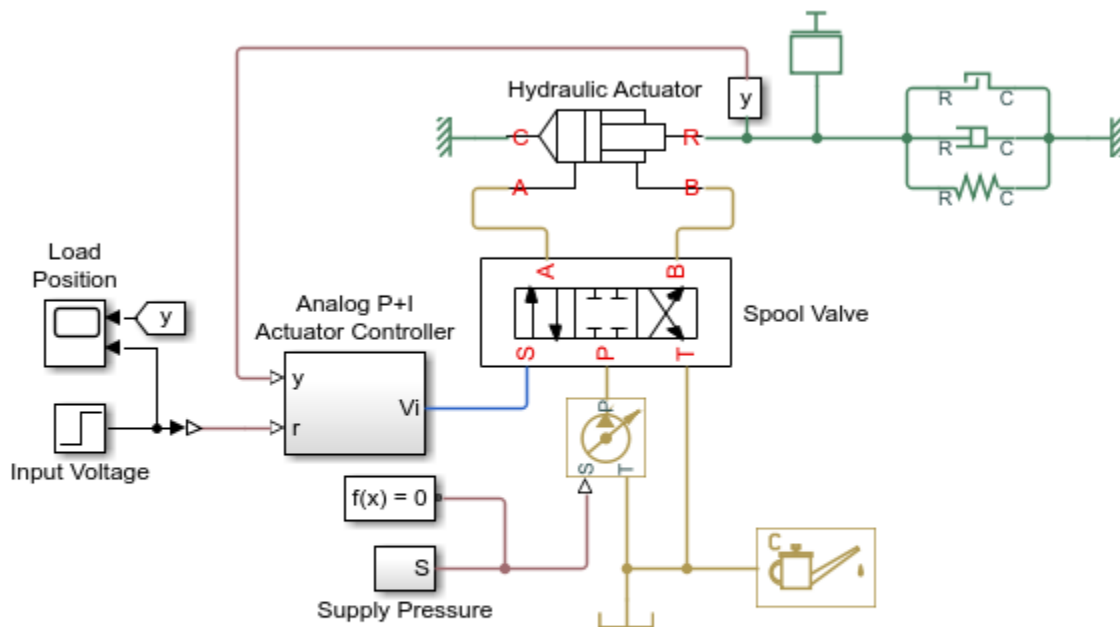 y
Hydraulic Actuator
C
R
A
B
R
C
R
C
R
C
A
B
Spool Valve
S
P
T
Load
Position
y
Analog P+I
Actuator Controller
y
r
Vi
Input Voltage
P
S
T
f(x) = 0
S
Supply Pressure
C